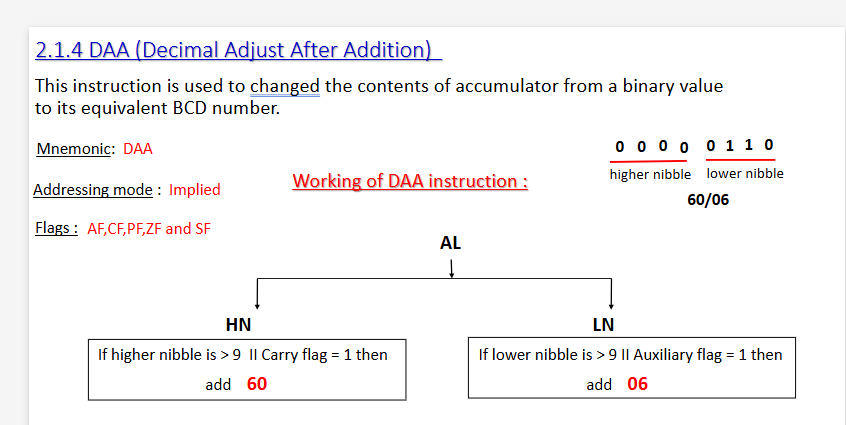 2.1.4 DAA (Decimal Adjust After Addition)
This instruction is used to changed the contents of accumulator from a binary value
to its equivalent BCD number.
Mnemonic: DAA
0 0 0 0 0 1 1 0
higher nibble lower nibble
Addressing mode : Implied
Working of DAA instruction :
60/06
Flags : AF,CF,PF,ZF and SF
AL
HN
LN
If higher nibble is > 9 II Carry flag = 1 then
add 60
If lower nibble is > 9 II Auxiliary flag = 1 then
add 06